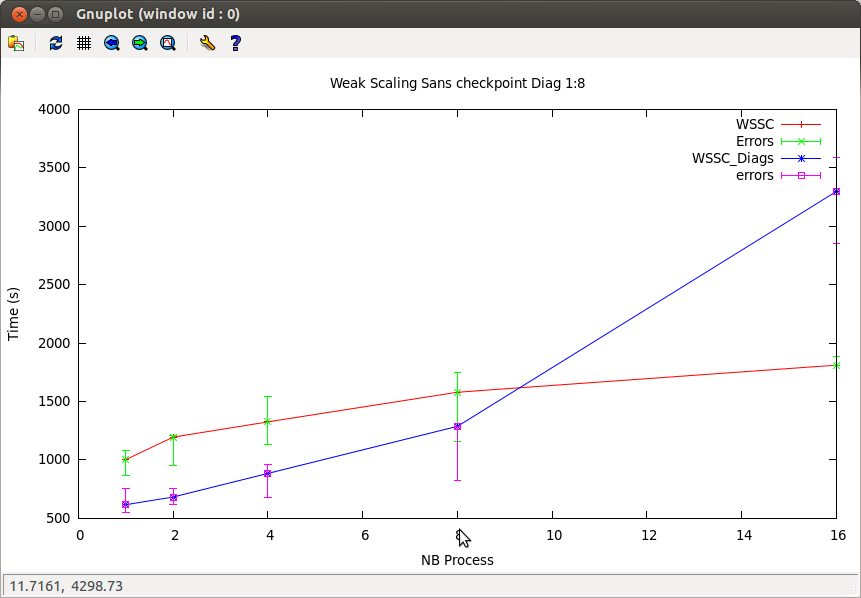 Gnuplot (window id : 0)
Weak Scaling Sans checkpoint Diag 1:8
4000
3500
3000
2500
2000
1500
1000
500
Time (s)
WSSC
Errors
WSSC_Diags
errors
0
2
4
6
8
10
12
14
16
NB Process
11.7161, 4298.73